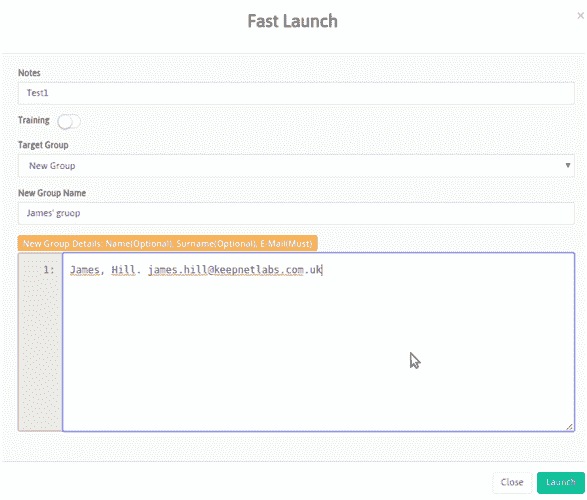 Fast Launch
×
Notes
Test1
Training
Target Group
New Group
New Group Name
James' gruop
New Group Details: Name(Optional), Surname(Optional), E-Mail(Must)
1: James, Hill. james.hill@keepnetlabs.com.uk
Close Launch